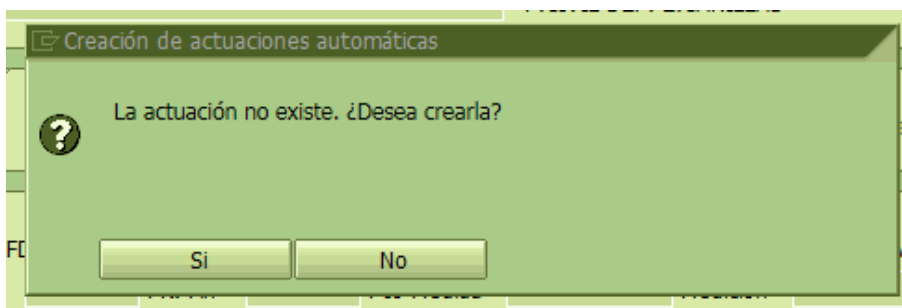 Creación de actuaciones automáticas
La actuación no existe. ¿Desea crearla?
Si
No